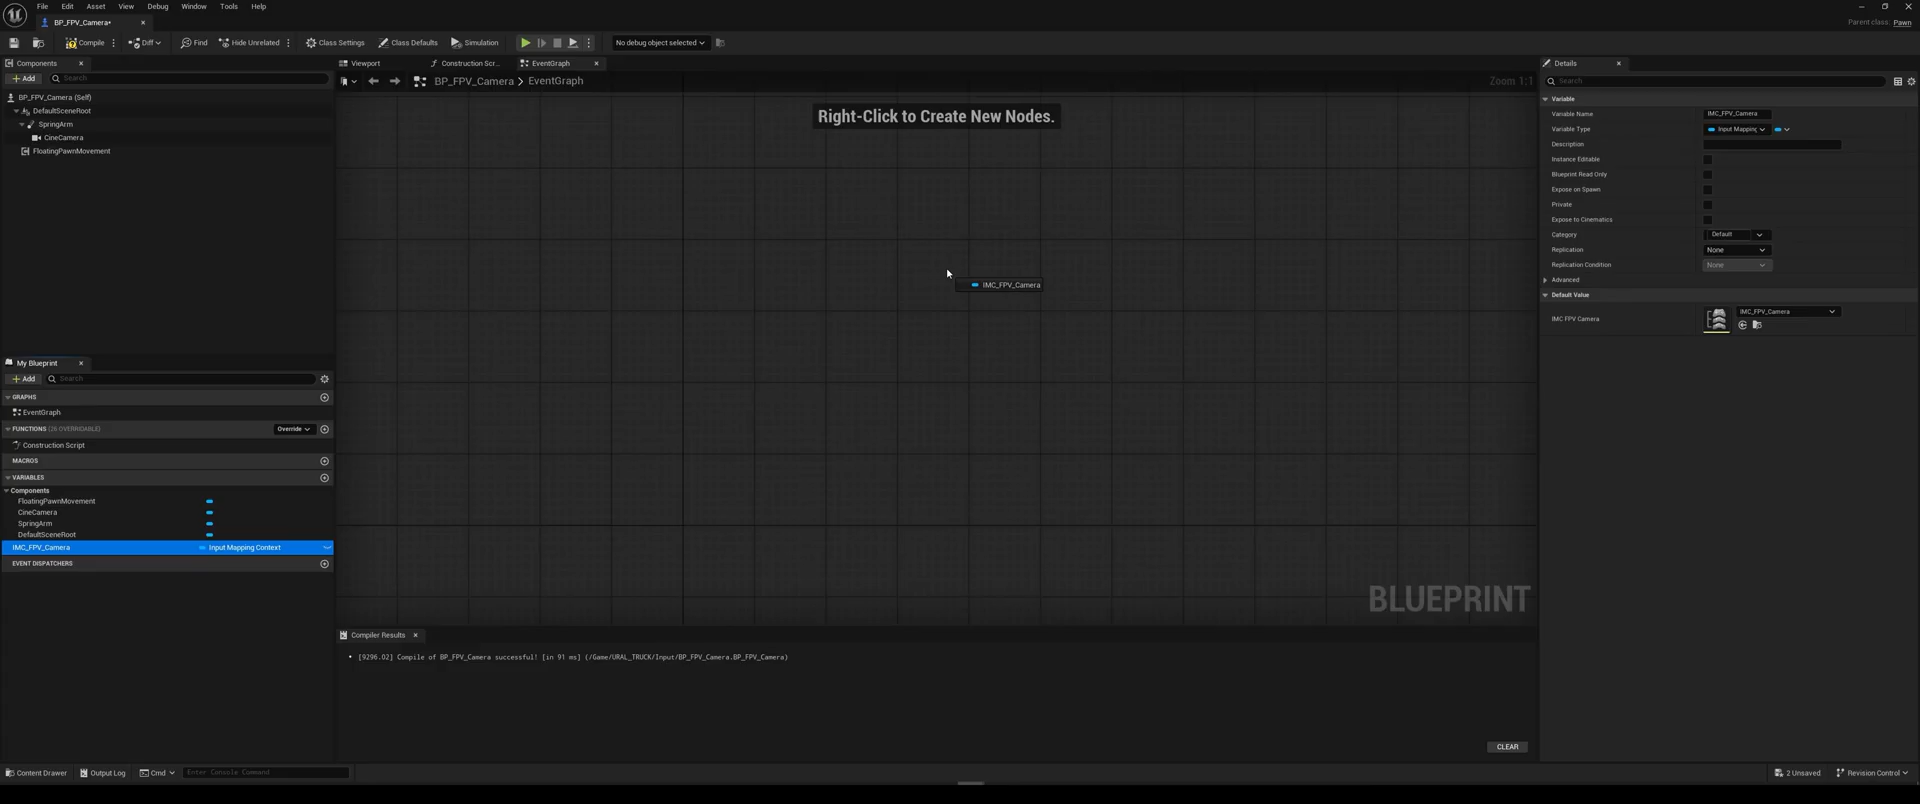 File Edit Asset View Debug Window Tools Help
BP_FPV_Camera•
Parent class: Pawn
Compile Diff Find Hide Unrelated Class Settings Class Defaults Simulation No debug object selected
Components
Add Search
BP_FPV_Camera (Self)
DefaultSceneRoot
SpringArm
CineCamera
FloatingPawnMovement
My Blueprint
Add Search
GRAPHS
EventGraph
FUNCTIONS (26 OVERRIDABLE) Override
Construction Script
MACROS
VARIABLES
Components
FloatingPawnMovement
CineCamera
SpringArm
DefaultSceneRoot
IMC_FPV_Camera Input Mapping Context
EVENT DISPATCHERS
Viewport Construction Scr... EventGraph
BP_FPV_Camera > EventGraph Zoom 1:1
Right-Click to Create New Nodes.
IMC_FPV_Camera
BLUEPRINT
Compiler Results
• [9296.02] Compile of BP_FPV_Camera successful! [in 91 ms] (/Game/URAL_TRUCK/Input/BP_FPV_Camera.BP_FPV_Camera)
CLEAR
Details
Search
Variable
Variable Name IMC_FPV_Camera
Variable Type Input Mapping
Description
Instance Editable
Blueprint Read Only
Expose on Spawn
Private
Expose to Cinematics
Category Default
Replication None
Replication Condition None
Advanced
Default Value
IMC FPV Camera IMC_FPV_Camera
Content Drawer Output Log Cmd Enter Console Command 2 Unsaved Revision Control